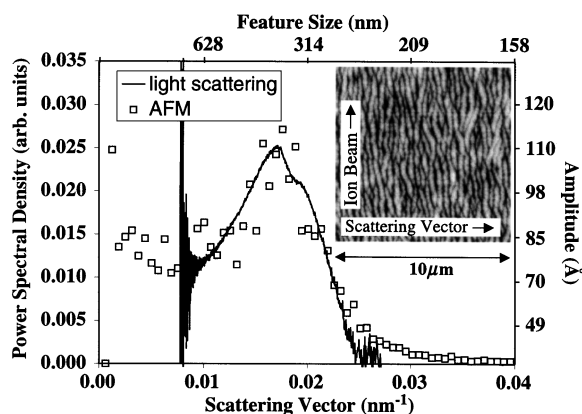 Feature Size (nm)
628 314 209 158
Power Spectral Density (arb. units)
0.035
0.030
0.025
0.020
0.015
0.010
0.005
0.000
light scattering
AFM
Ion Beam
Scattering Vector
10μm
120
110
98
85
70
49
Amplitude (Å)
0.00 0.01 0.02 0.03 0.04
Scattering Vector (nm-1)